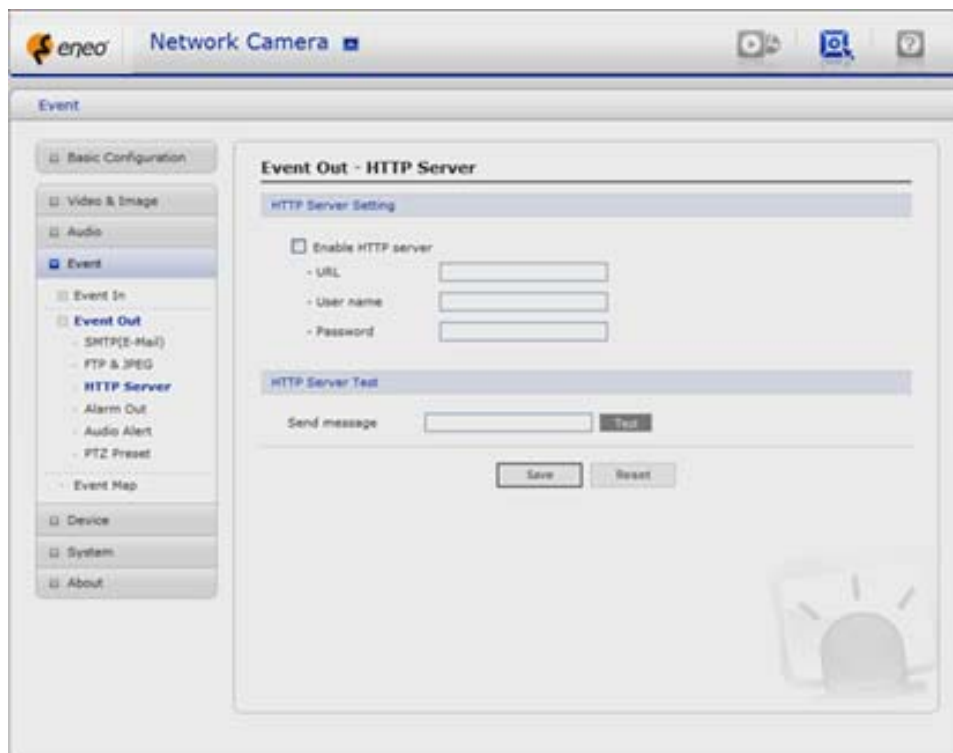 eneo
Network Camera
Event
Basic Configuration
Video & Image
Audio
Event
Event In
Event Out
SMTP(E-Mail)
FTP & JPEG
HTTP Server
Alarm Out
Audio Alert
PTZ Preset
Event Map
Device
System
About
Event Out - HTTP Server
HTTP Server Setting
Enable HTTP server
- URL
- User name
- Password
HTTP Server Test
Send message
Test
Save
Reset